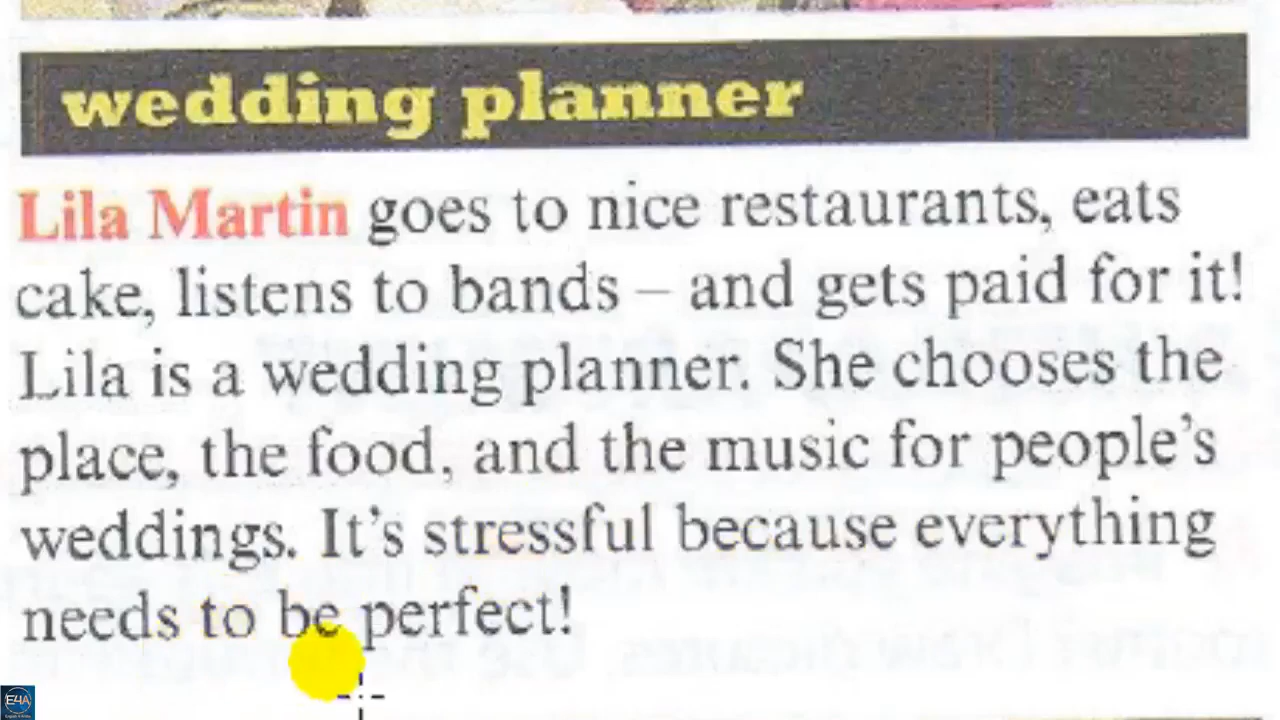 wedding planner
Lila Martin goes to nice restaurants, eats
cake, listens to bands – and gets paid for it!
Lila is a wedding planner. She chooses the
place, the food, and the music for people's
weddings. It's stressful because everything
needs to be perfect!
E4A